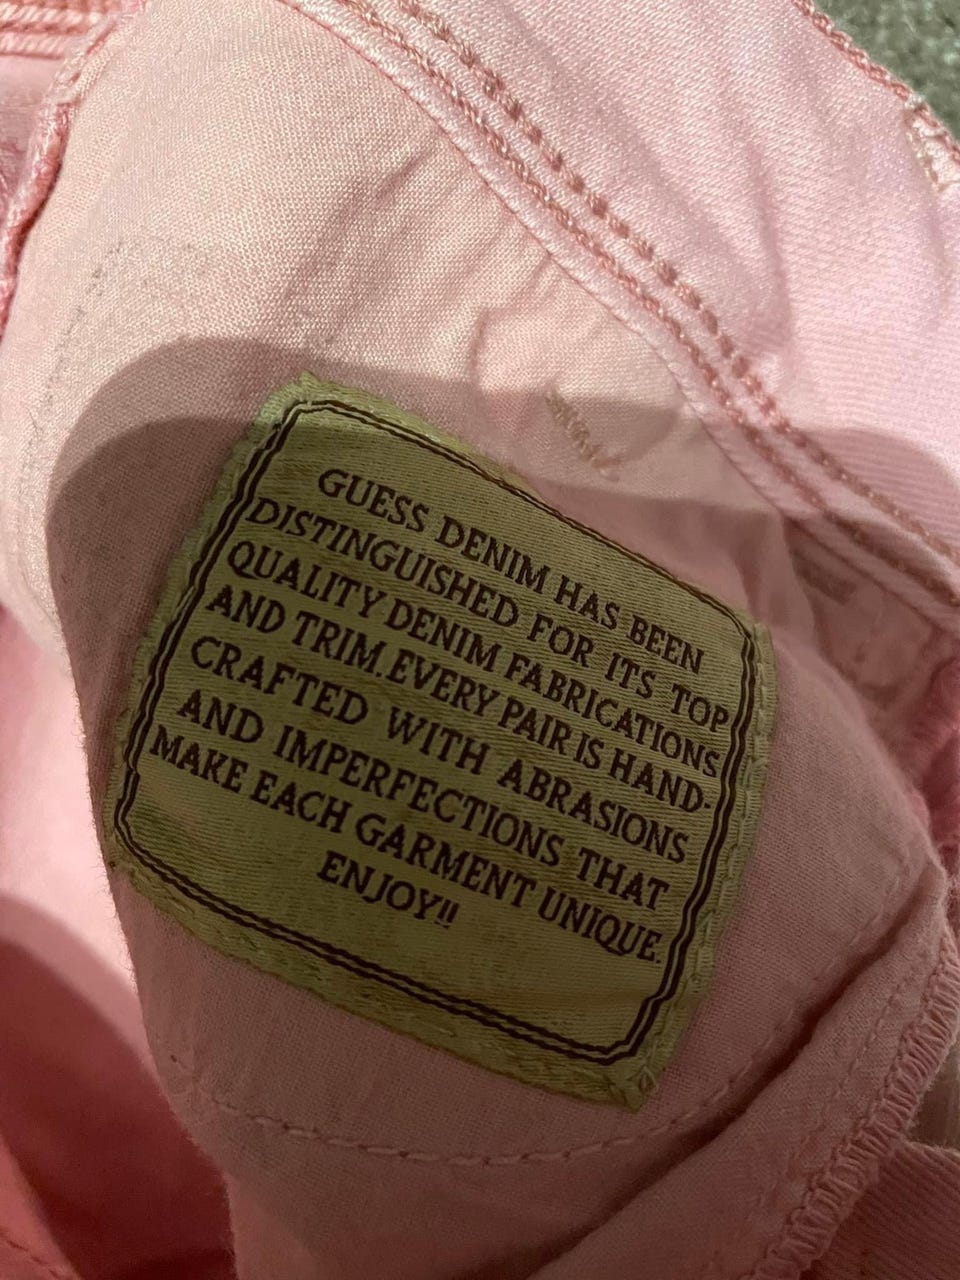 GUESS DENIM HAS BEEN
DISTINGUISHED FOR ITS TOP
QUALITY DENIM FABRICATIONS
AND TRIM.EVERY PAIR IS HAND-
CRAFTED WITH ABRASIONS
AND IMPERFECTIONS THAT
MAKE EACH GARMENT UNIQUE.
ENJOY!!